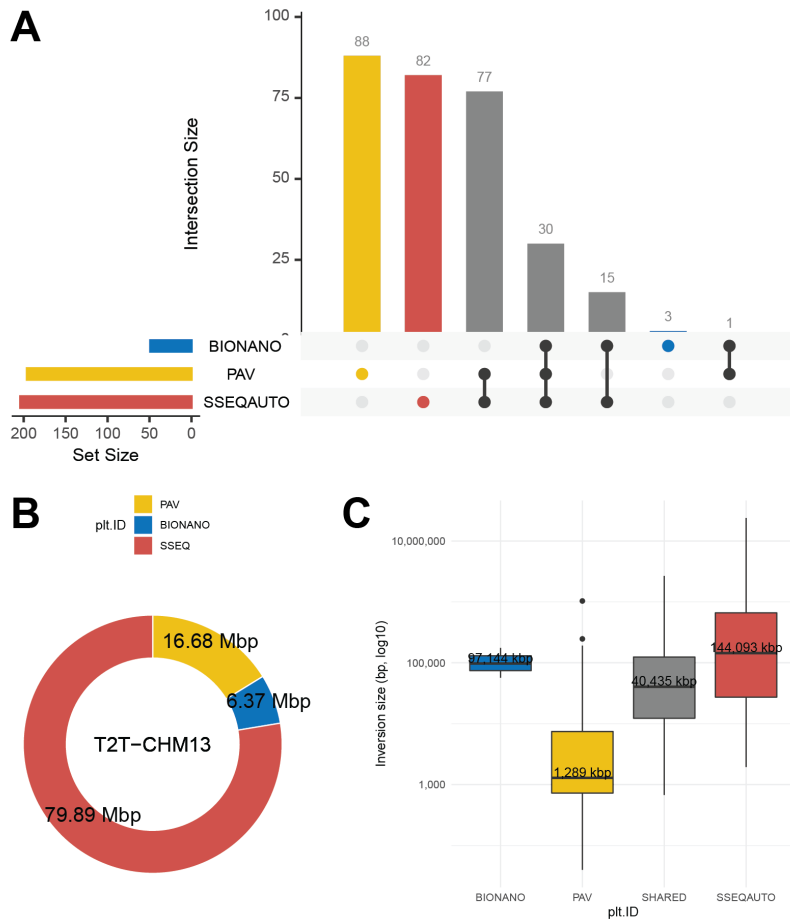 A
Intersection Size
100
75
50
25
88
82
77
30
15
3
1
BIONANO
PAV
SSEQAUTO
200 150 100 50 0
Set Size
B
plt.ID
PAV
BIONANO
SSEQ
16.68 Mbp
6.37 Mbp
T2T−CHM13
79.89 Mbp
C
Inversion size (bp, log10)
10,000,000
100,000
1,000
97,144 kbp
1,289 kbp
40,435 kbp
144,093 kbp
BIONANO PAV SHARED SSEQAUTO
plt.ID